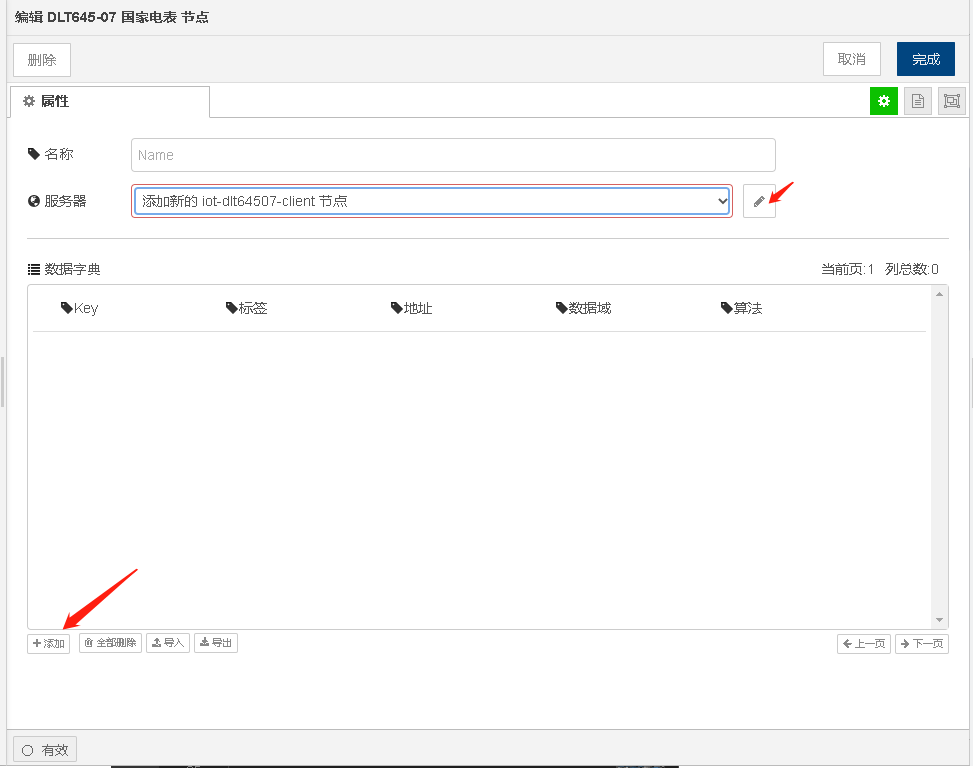 编辑 DLT645-07 国家电表 节点
删除
取消
完成
属性
名称
Name
服务器
添加新的 iot-dlt64507-client 节点
数据字典
当前页:1 列总数:0
Key
标签
地址
数据域
算法
添加
全部删除
导入
导出
上一页
下一页
有效